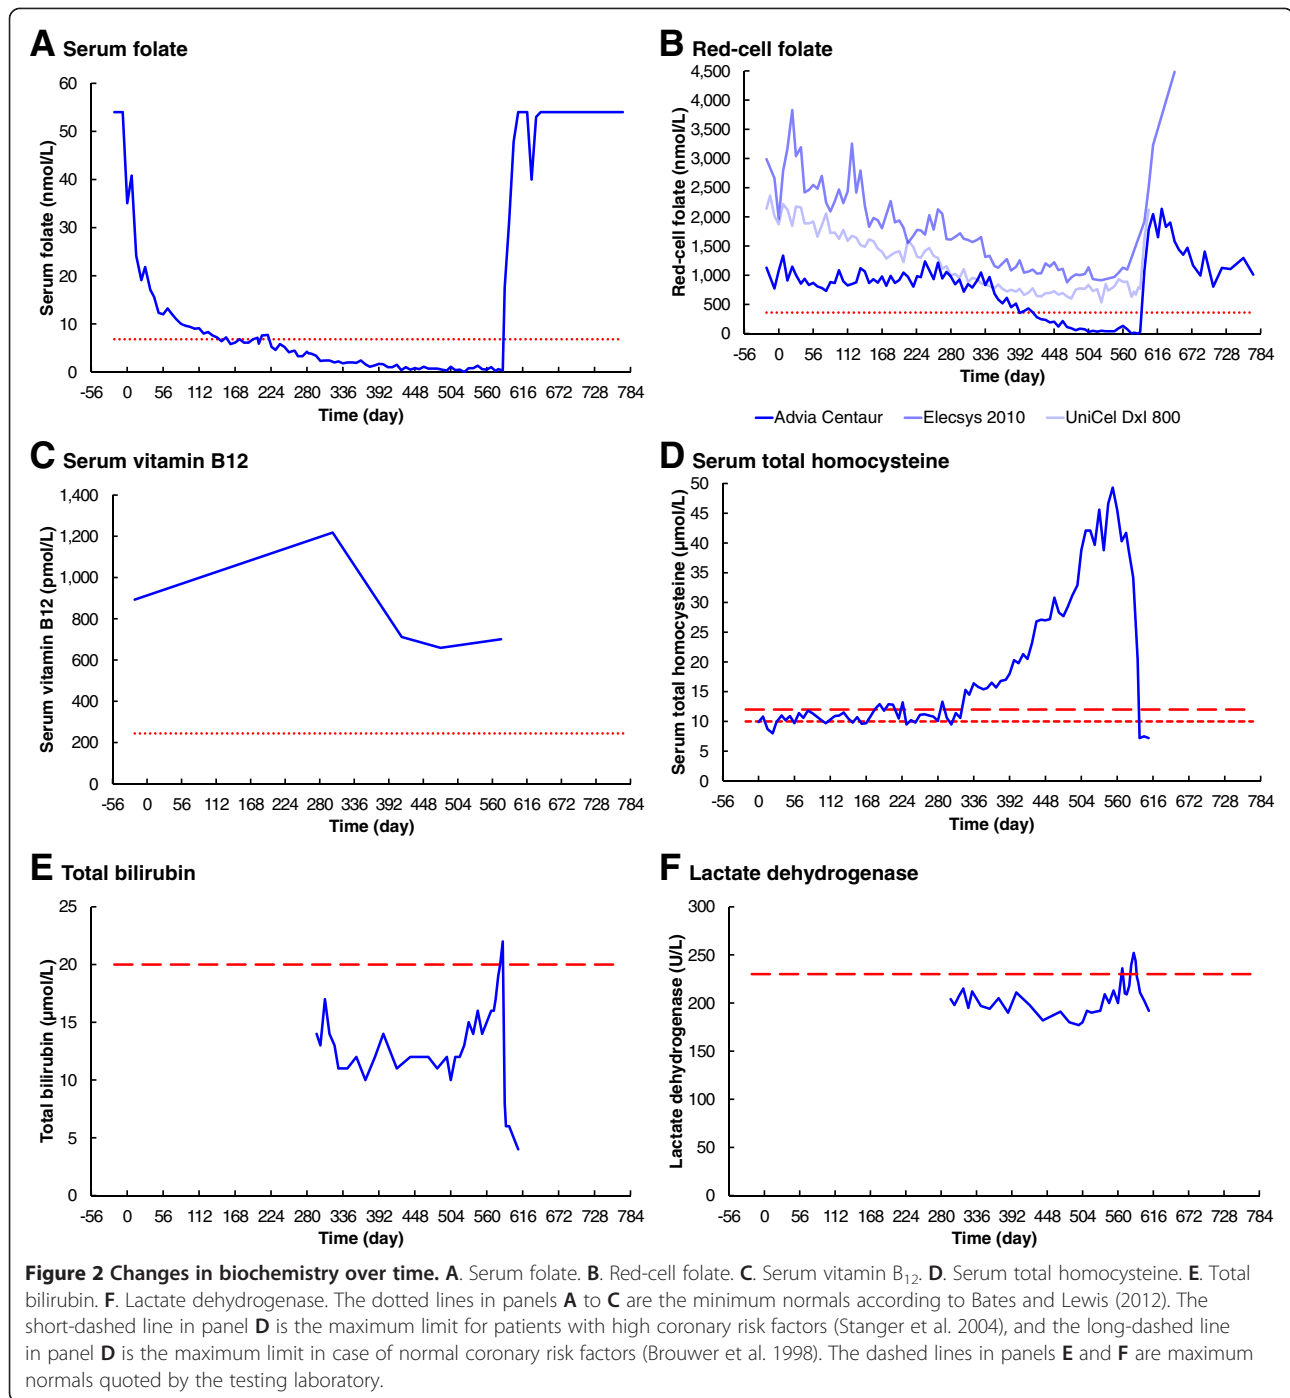 A Serum folate
60
50
40
30
20
10
0
Serum folate (nmol/L)
-56 0 56 112 168 224 280 336 392 448 504 560 616 672 728 784
Time (day)
B Red-cell folate
4,500
4,000
3,500
3,000
2,500
2,000
1,500
1,000
500
0
Red-cell folate (nmol/L)
-56 0 56 112 168 224 280 336 392 448 504 560 616 672 728 784
Time (day)
Advia Centaur Elecsys 2010 UniCel DxI 800
C Serum vitamin B12
1,400
1,200
1,000
800
600
400
200
0
Serum vitamin B12 (pmol/L)
-56 0 56 112 168 224 280 336 392 448 504 560 616 672 728 784
Time (day)
D Serum total homocysteine
50
45
40
35
30
25
20
15
10
5
0
Serum total homocysteine (µmol/L)
-56 0 56 112 168 224 280 336 392 448 504 560 616 672 728 784
Time (day)
E Total bilirubin
25
20
15
10
5
0
Total bilirubin (µmol/L)
-56 0 56 112 168 224 280 336 392 448 504 560 616 672 728 784
Time (day)
F Lactate dehydrogenase
300
250
200
150
100
50
0
Lactate dehydrogenase (U/L)
-56 0 56 112 168 224 280 336 392 448 504 560 616 672 728 784
Time (day)
Figure 2 Changes in biochemistry over time. A. Serum folate. B. Red-cell folate. C. Serum vitamin B12. D. Serum total homocysteine. E. Total
bilirubin. F. Lactate dehydrogenase. The dotted lines in panels A to C are the minimum normals according to Bates and Lewis (2012). The
short-dashed line in panel D is the maximum limit for patients with high coronary risk factors (Stanger et al. 2004), and the long-dashed line
in panel D is the maximum limit in case of normal coronary risk factors (Brouwer et al. 1998). The dashed lines in panels E and F are maximum
normals quoted by the testing laboratory.